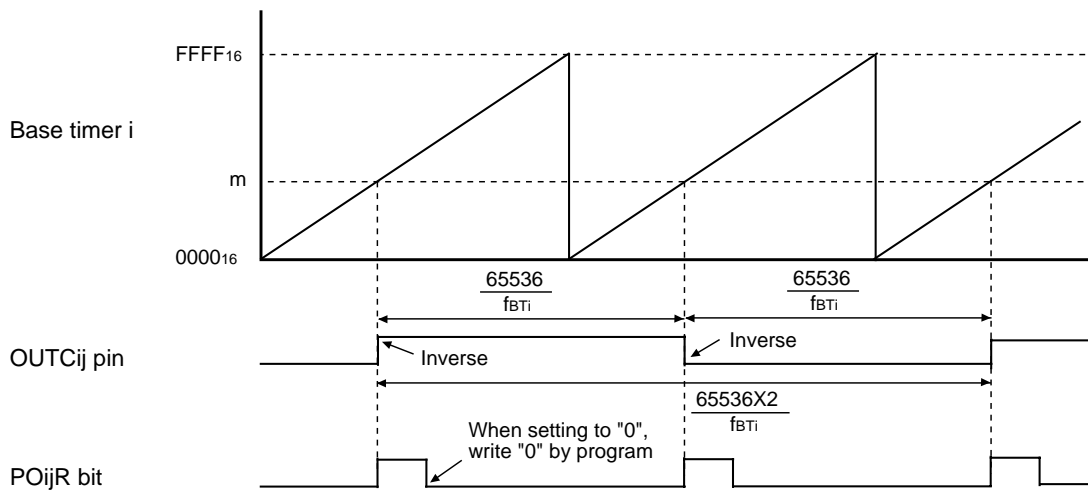 FFFF16
Base timer i
m
000016
65536
fBTi
65536
fBTi
OUTCij pin
Inverse
Inverse
65536X2
fBTi
When setting to "0",
write "0" by program
POijR bit